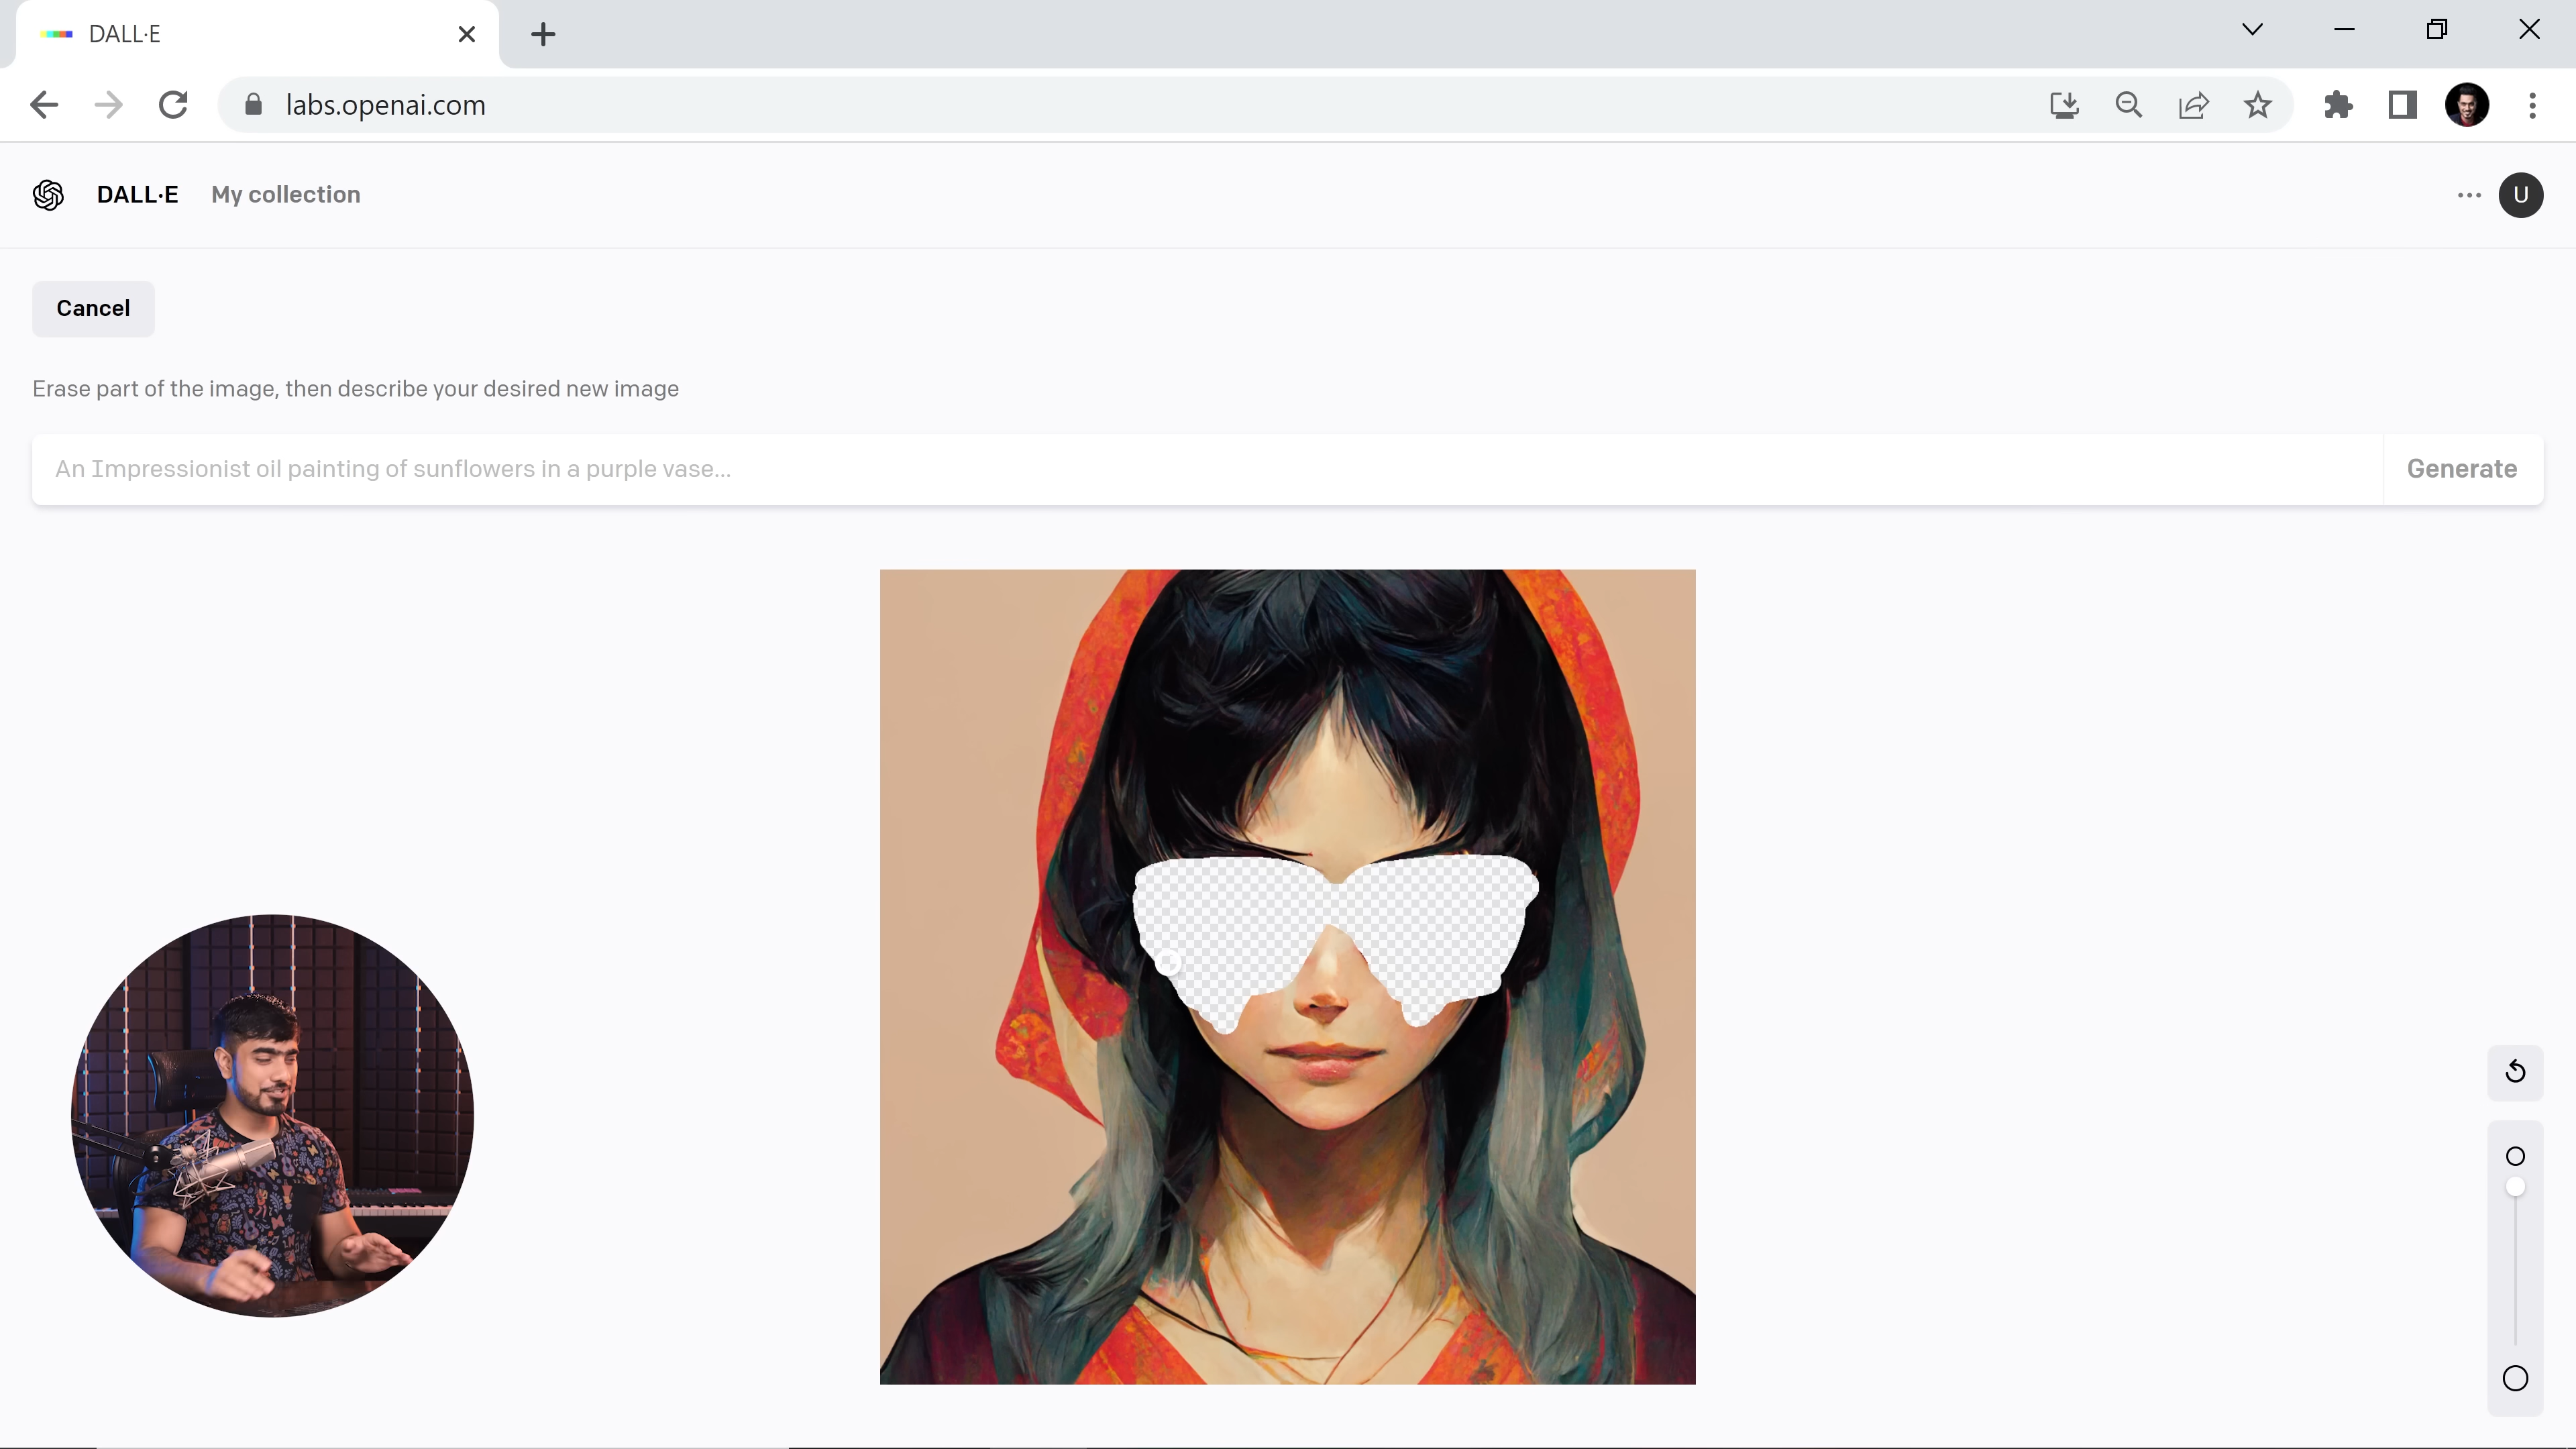 DALL·E
labs.openai.com
DALL·E My collection
U
Cancel
Erase part of the image, then describe your desired new image
An Impressionist oil painting of sunflowers in a purple vase...
Generate